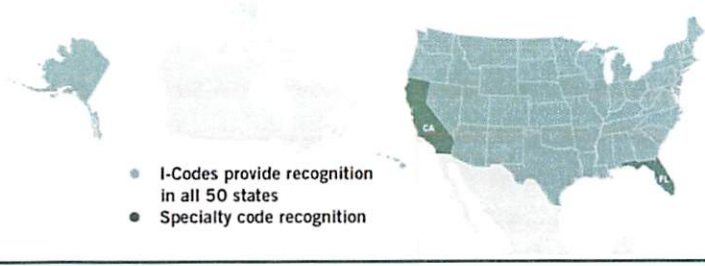 CA
FL
I-Codes provide recognition
in all 50 states
Specialty code recognition